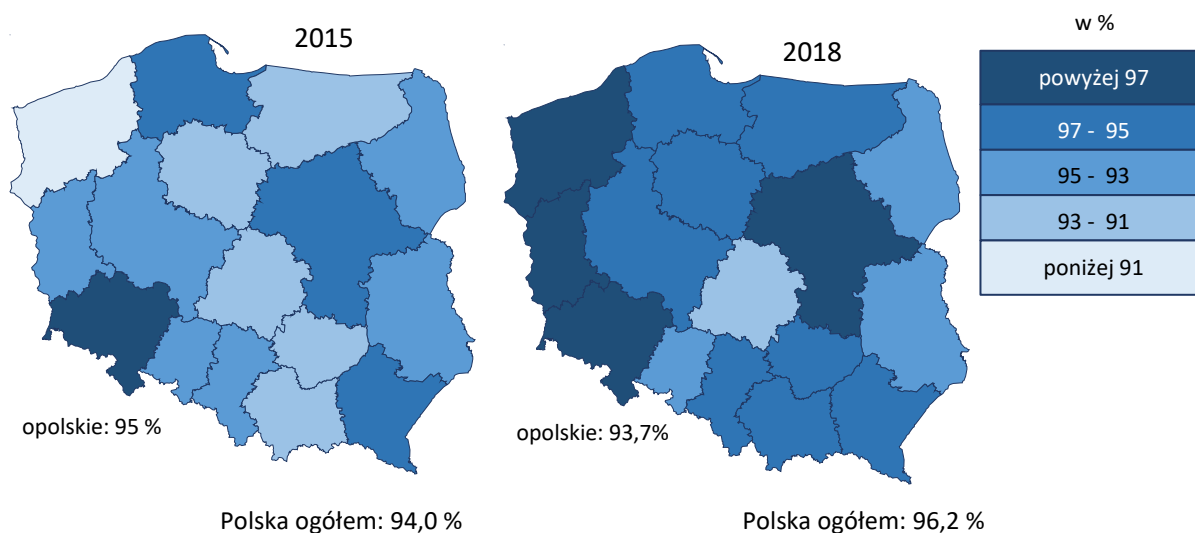 2015
2018
w %
powyżej 97
97 - 95
95 - 93
93 - 91
poniżej 91
opolskie: 95 %
opolskie: 93,7%
Polska ogółem: 94,0 %
Polska ogółem: 96,2 %